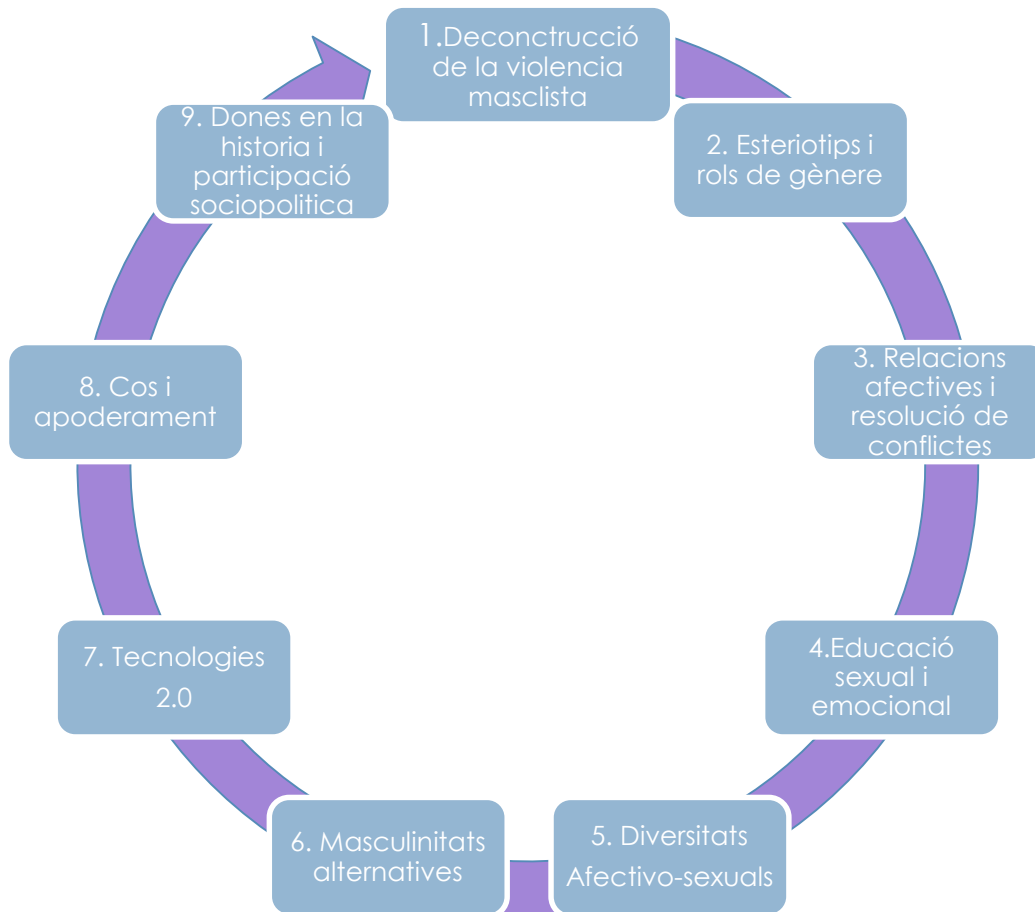 1.Deconctrucció
de la violencia
masclista
2. Esteriotips i
rols de gènere
3. Relacions
afectives i
resolució de
conflictes
4.Educació
sexual i
emocional
5. Diversitats
Afectivo-sexuals
6. Masculinitats
alternatives
7. Tecnologies
2.0
8. Cos i
apoderament
9. Dones en la
historia i
participació
sociopolitica